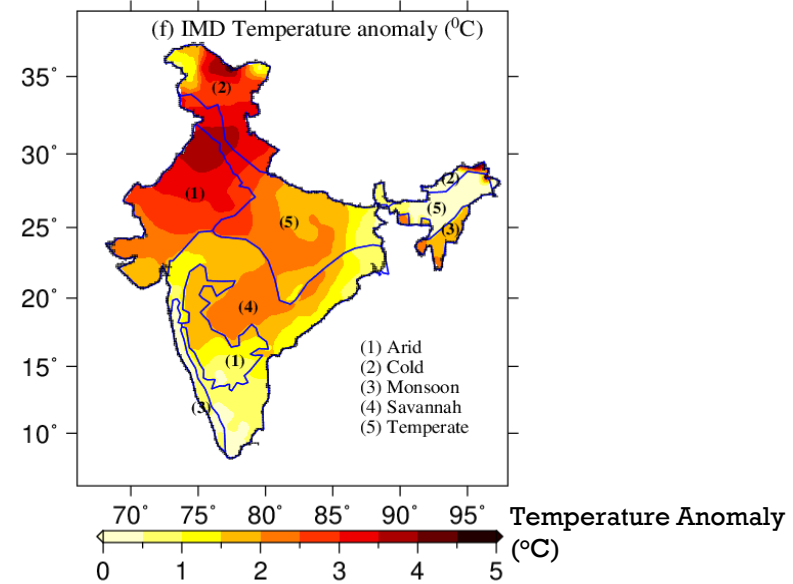 (f) IMD Temperature anomaly (⁰C)
35°
30°
25°
20°
15°
10°
(2)
(1)
(5)
(4)
(1)
(3)
(2)
(5)
(3)
(1) Arid
(2) Cold
(3) Monsoon
(4) Savannah
(5) Temperate
70° 75° 80° 85° 90° 95°
Temperature Anomaly
(°C)
0 1 2 3 4 5